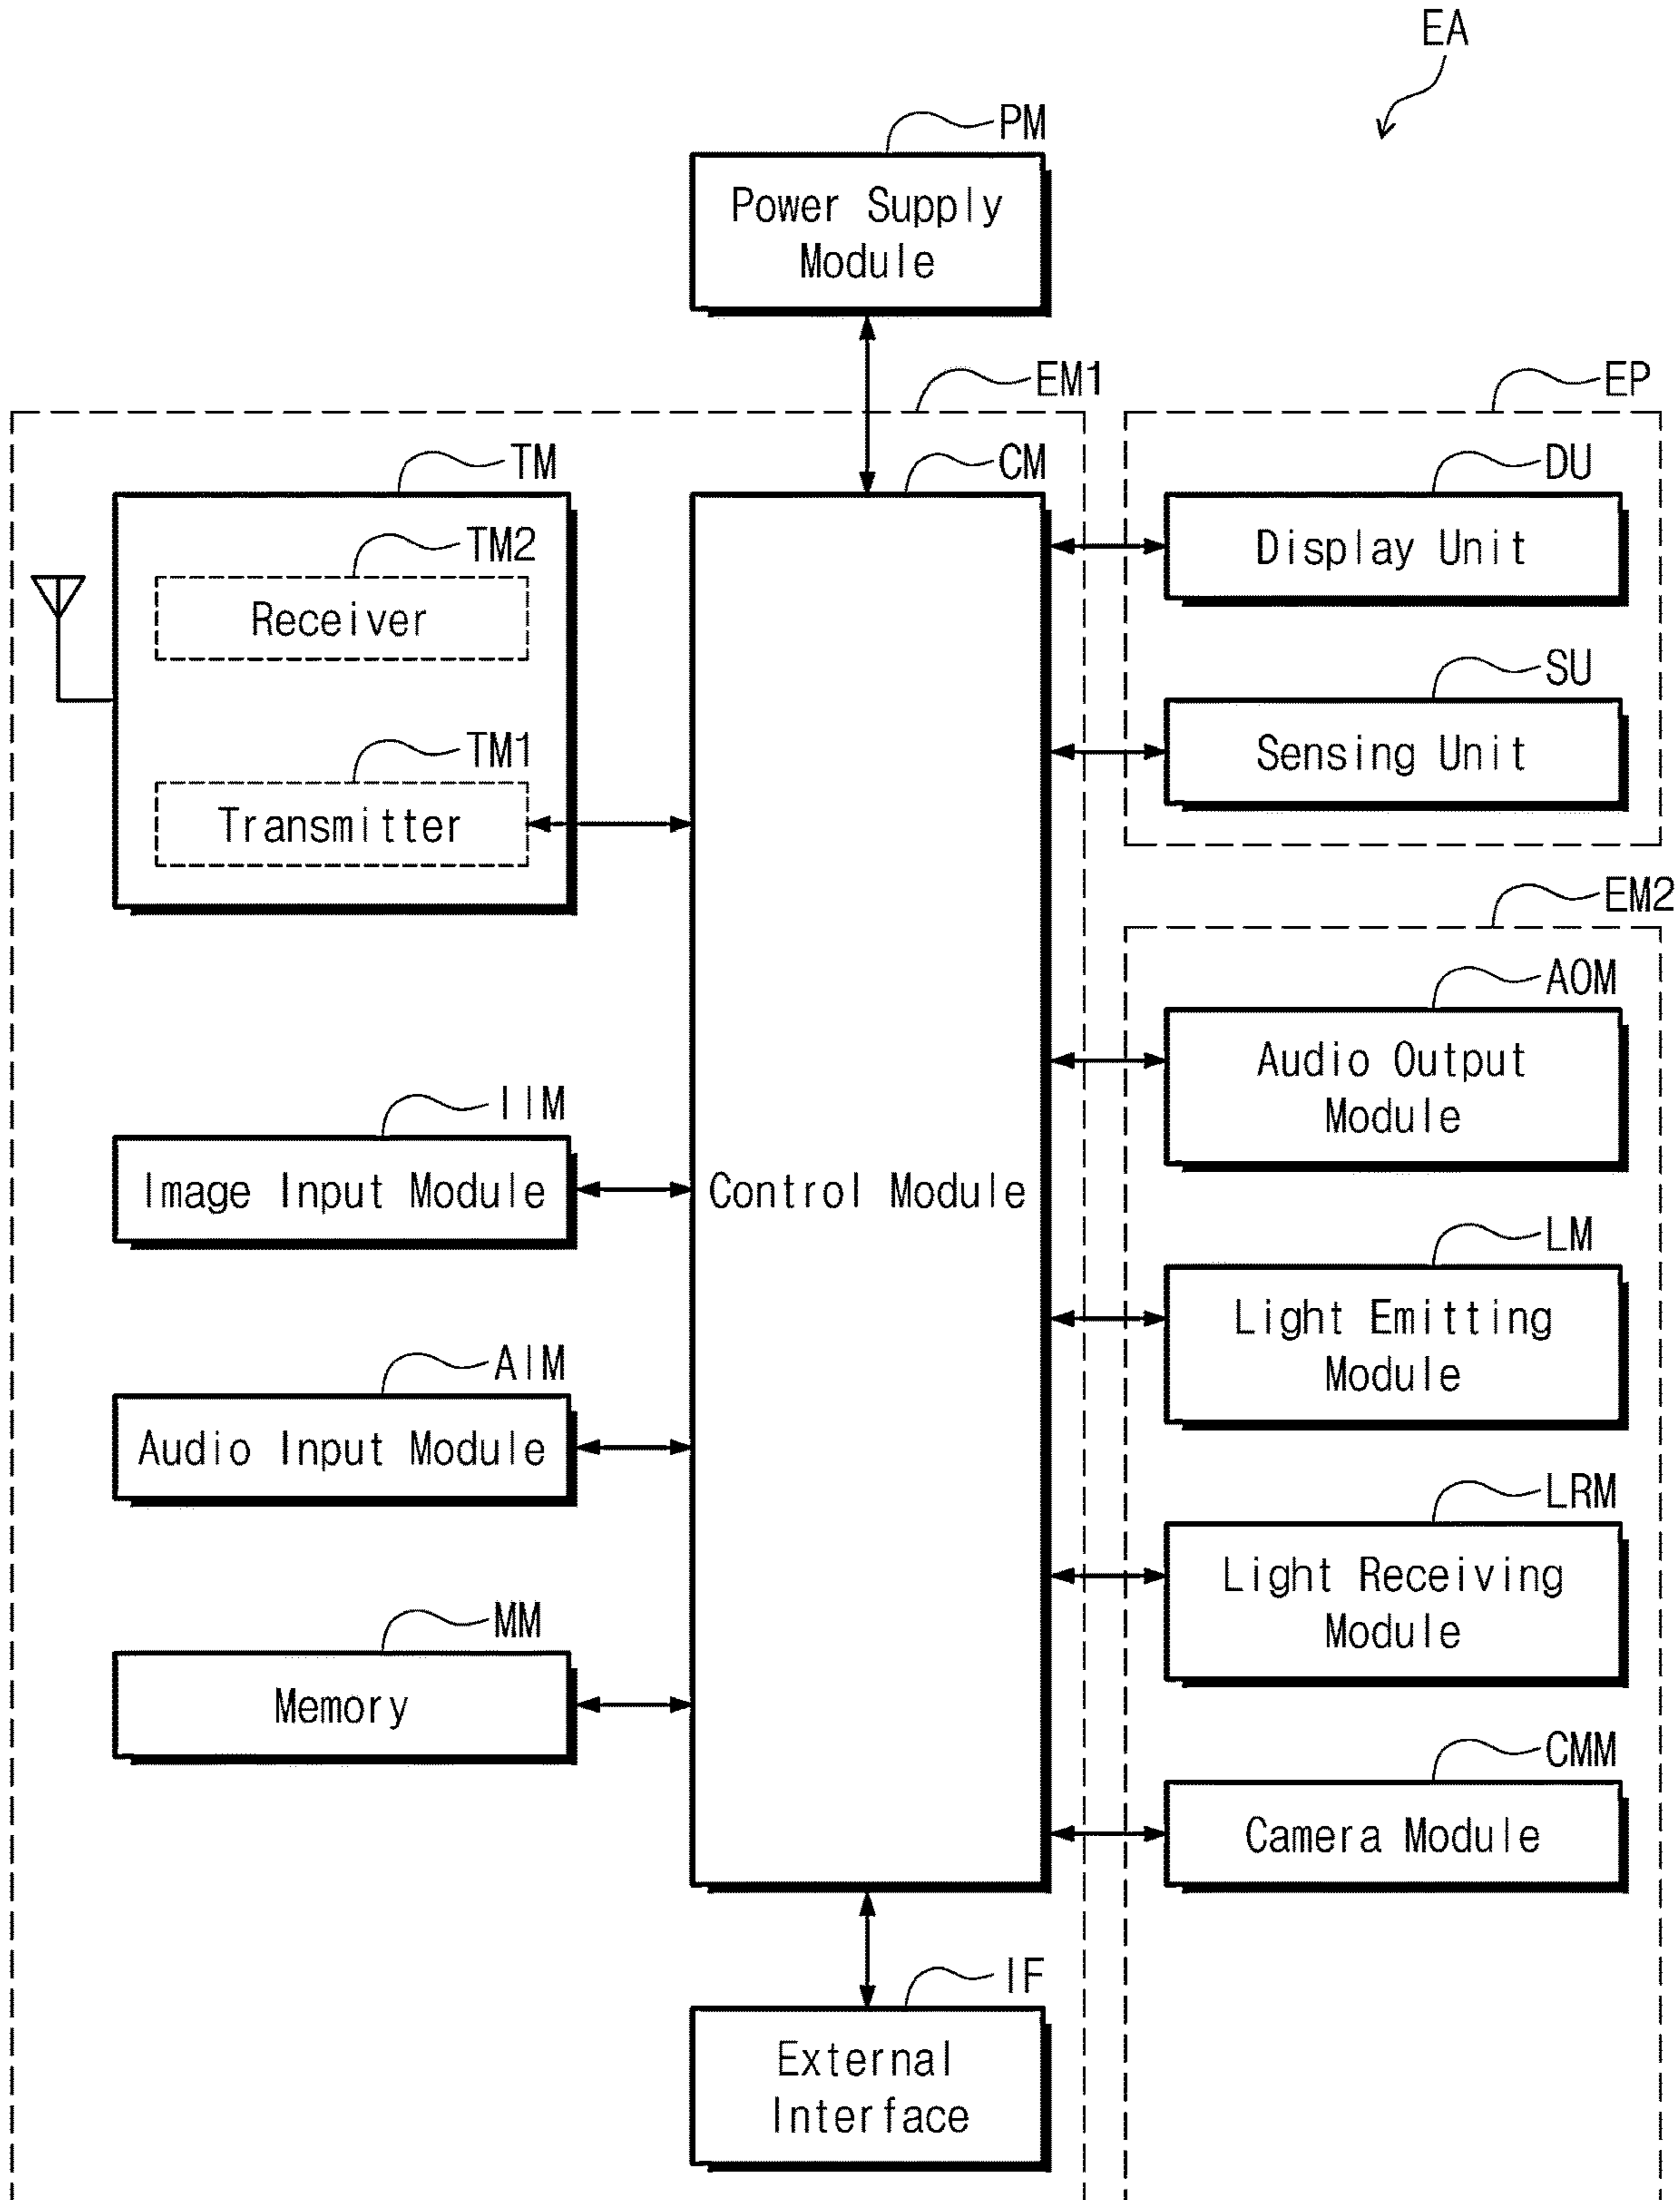 EA
PM
Power Supply
Module
EM1
EP
TM
CM
DU
TM2
Display Unit
Receiver
SU
TM1
Sensing Unit
Transmitter
EM2
AOM
Audio Output
Module
IIM
Image Input Module
Control Module
LM
Light Emitting
Module
AIM
Audio Input Module
LRM
Light Receiving
Module
MM
Memory
CMM
Camera Module
IF
External
Interface